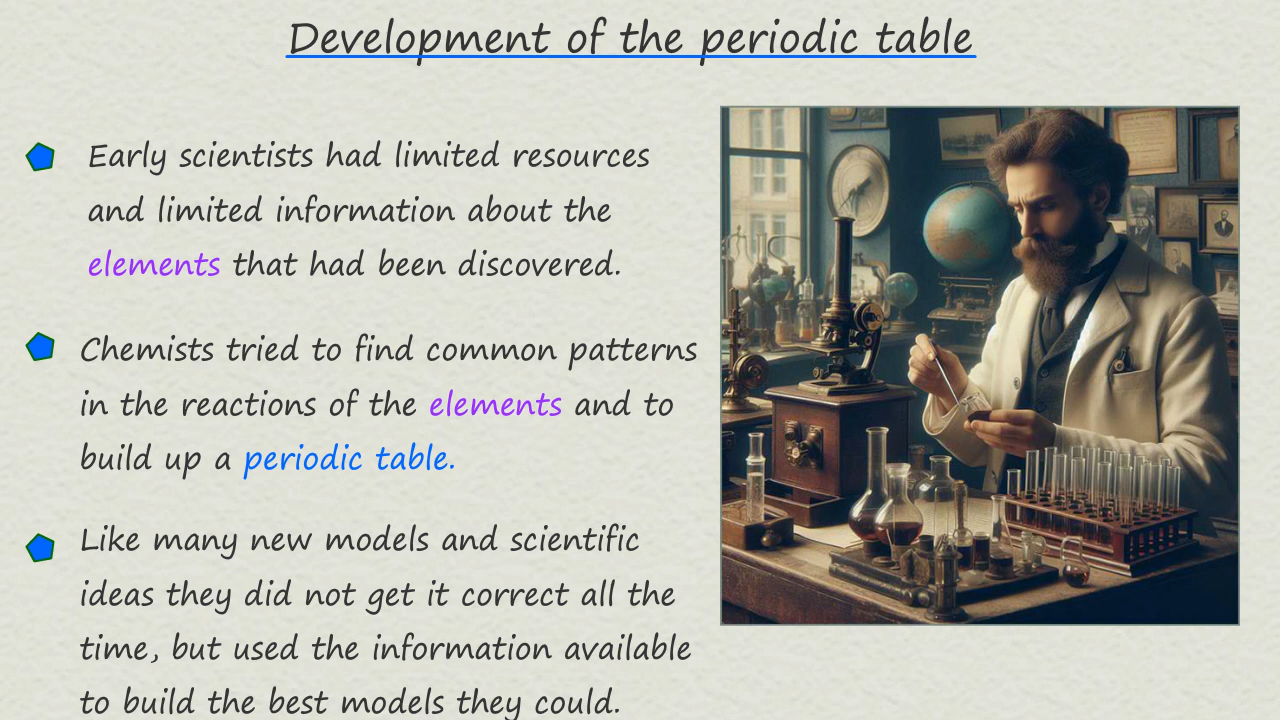 Development of the periodic table
Early scientists had limited resources
and limited information about the
elements that had been discovered.
Chemists tried to find common patterns
in the reactions of the elements and to
build up a periodic table.
Like many new models and scientific
ideas they did not get it correct all the
time, but used the information available
to build the best models they could.